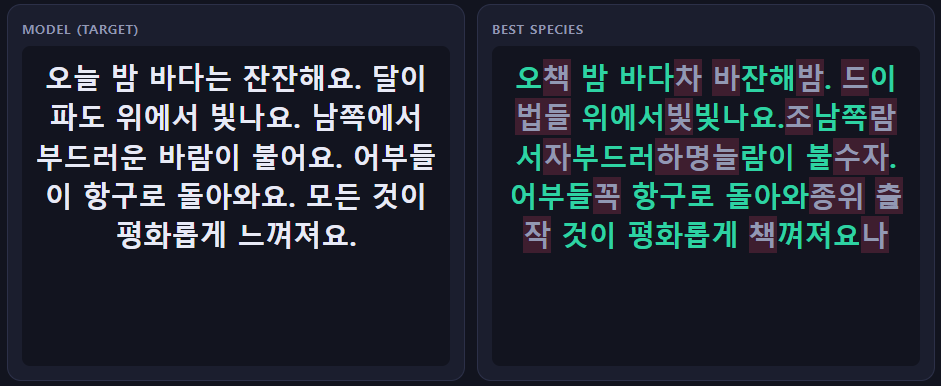 MODEL (TARGET)
오늘 밤 바다는 잔잔해요. 달이
파도 위에서 빛나요. 남쪽에서
부드러운 바람이 불어요. 어부들
이 항구로 돌아와요. 모든 것이
평화롭게 느껴져요.
BEST SPECIES
오책 밤 바다차 바잔해밤. 드이
법들 위에서빛빛나요.조남쪽람
서자부드러하명늘람이 불수자.
어부들꼭 항구로 돌아와종위 츨
작 것이 평화롭게 책껴져요나